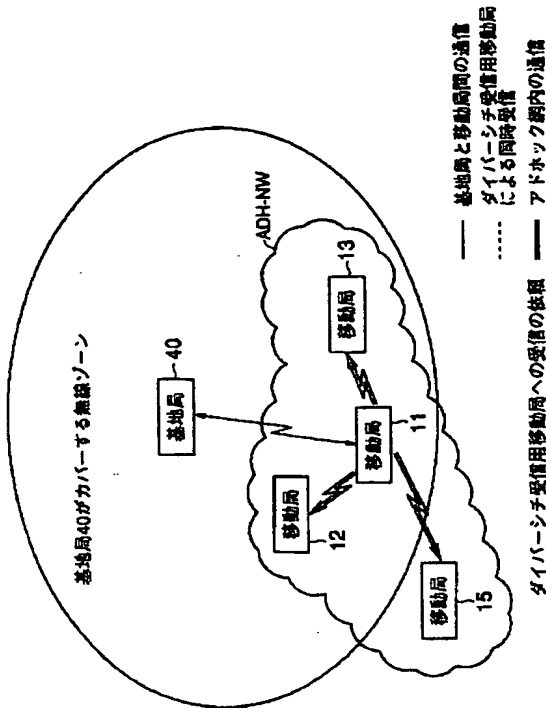 基地局40がカバーする無線ゾーン
ADH-NW
基地局
40
移動局
12
移動局
13
移動局
11
移動局
15
基地局と移動局間の通信
ダイバーシチ受信用移動局
による同時受信
アドホック網内の通信
ダイバーシチ受信用移動局への受信の依頼